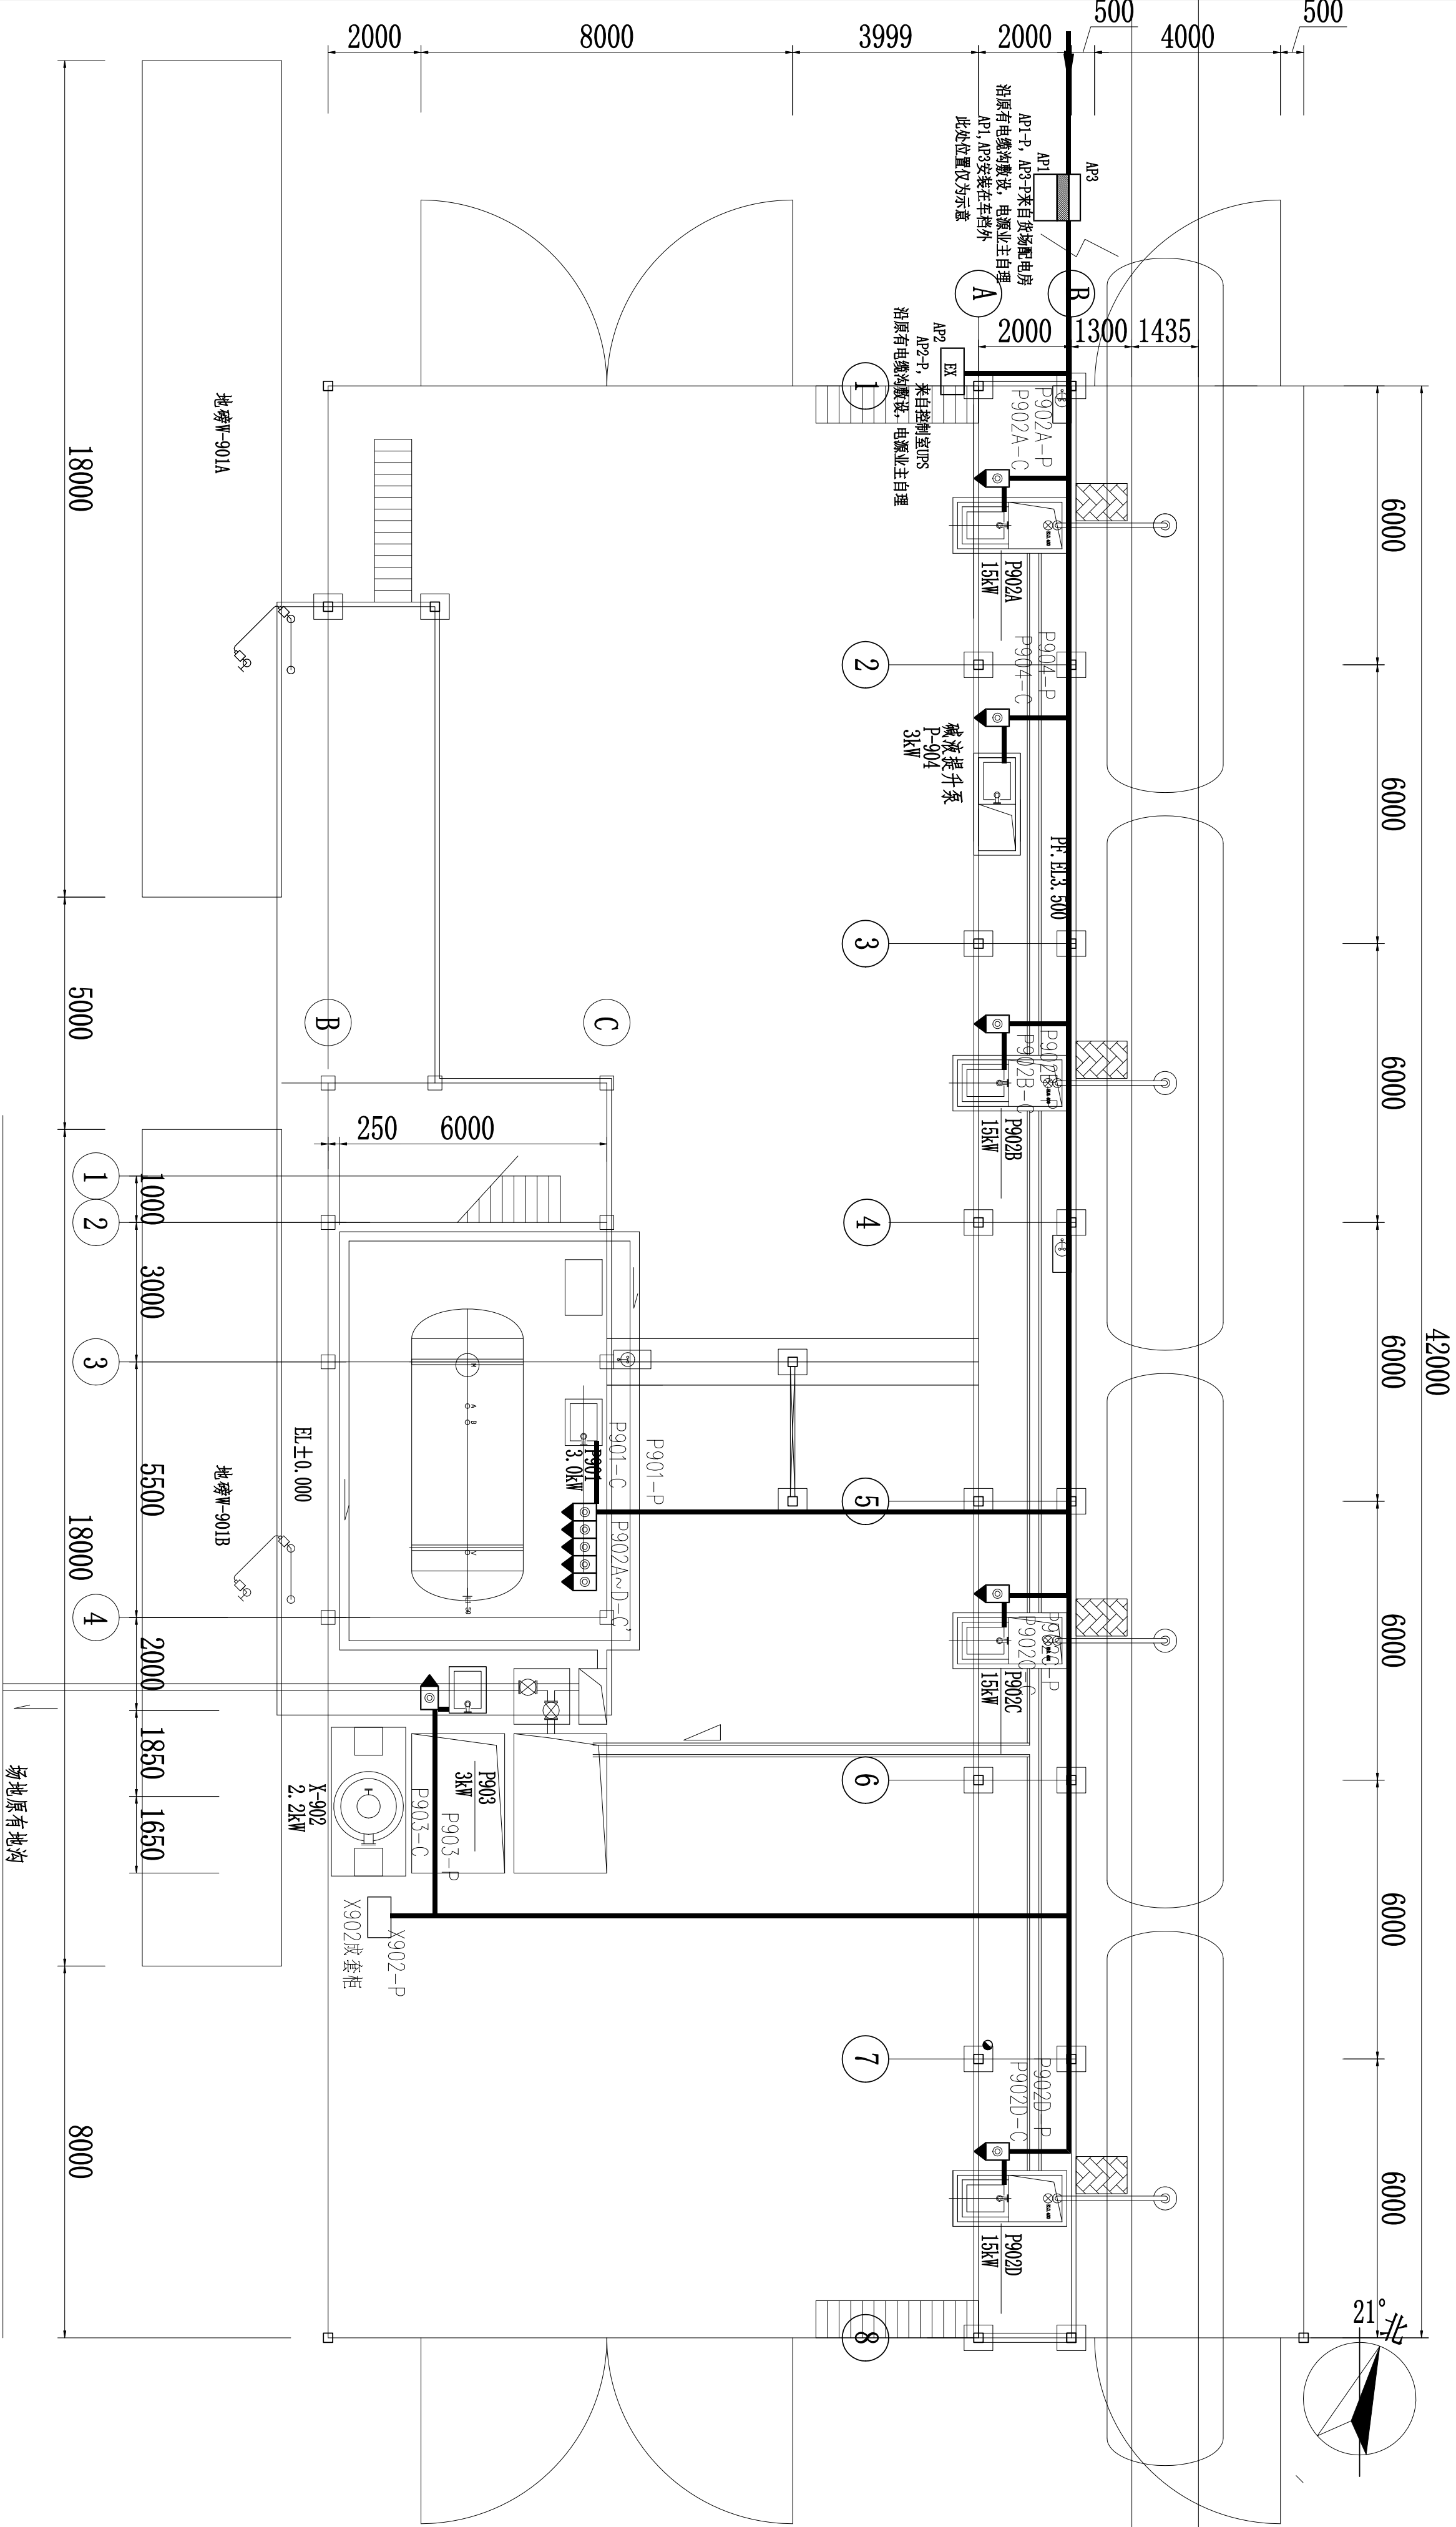 2000
8000
3999
2000
500
4000
500
AP3
AP1
AP1-P, AP3-P来自货场配电房
沿原有电缆沟敷设, 电源业主自理
AP1, AP3安装在车档外
此处位置仅为示意
A
B
2000
1300
1435
AP2
EX
AP2-P, 来自控制室UPS
沿原有电缆沟敷设, 电源业主自理
1
P902A-P
P902A-C
P902A
15kW
2
P904-P
P904-C
碱液提升泵
P-904
3kW
PF.EL3.500
3
P902B-P
P902B-C
P902B
15kW
4
5
P902C-P
P902C-C
P902C
15kW
6
7
P902D-P
P902D-C
P902D
15kW
8
6000
6000
6000
6000
6000
6000
6000
42000
21°
北
地磅W-901A
18000
5000
18000
8000
B
C
250
6000
1
2
3
4
1000
3000
5500
2000
1850
1650
EL±0.000
地磅W-901B
A
B
V
P901-P
P901-C
P901
3.0kW
P902A~D-C'
P903
3kW
P903-P
P903-C
X-902
2.2kW
X902-P
X902成套柜
场地原有地沟